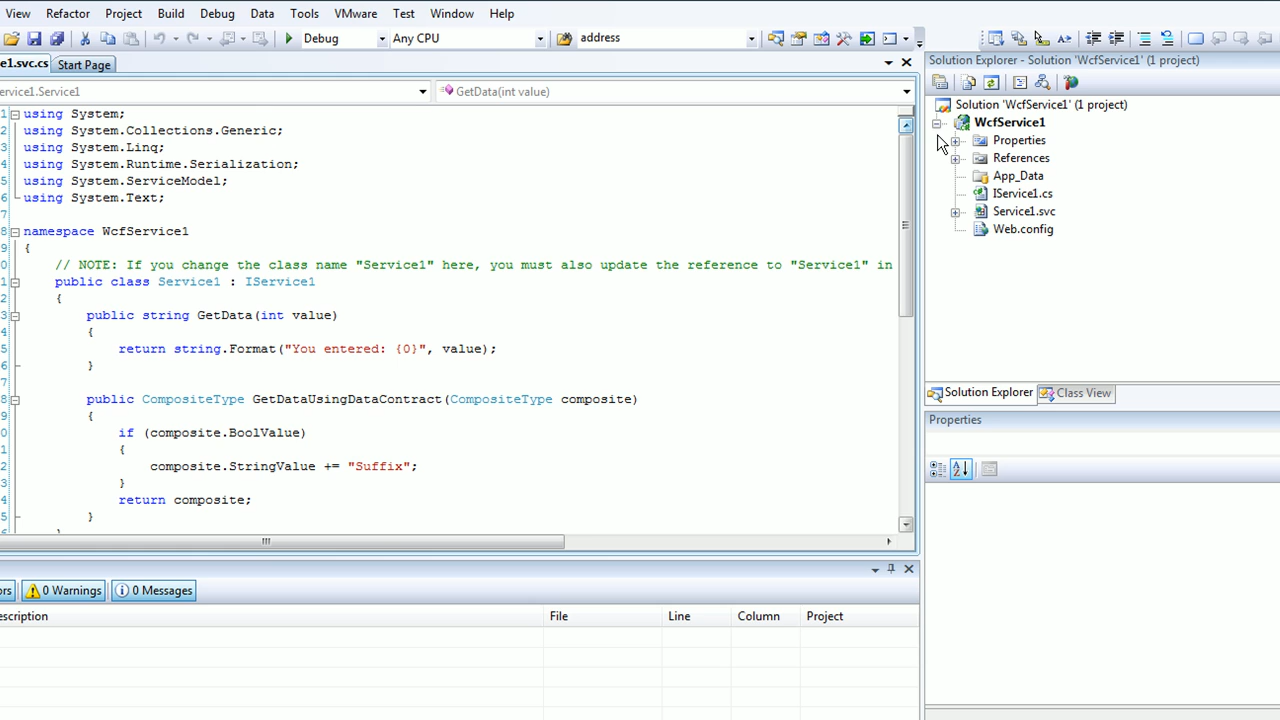 View Refactor Project Build Debug Data Tools VMware Test Window Help
Debug Any CPU address
e1.svc.cs Start Page
ervice1.Service1 GetData(int value)
1 using System;
2 using System.Collections.Generic;
3 using System.Linq;
4 using System.Runtime.Serialization;
5 using System.ServiceModel;
6 using System.Text;
7
8 namespace WcfService1
9 {
0 // NOTE: If you change the class name "Service1" here, you must also update the reference to "Service1" in
1 public class Service1 : IService1
2 {
3 public string GetData(int value)
4 {
5 return string.Format("You entered: {0}", value);
6 }
7
8 public CompositeType GetDataUsingDataContract(CompositeType composite)
9 {
0 if (composite.BoolValue)
1 {
2 composite.StringValue += "Suffix";
3 }
4 return composite;
5 }
Solution Explorer - Solution 'WcfService1' (1 project)
Solution 'WcfService1' (1 project)
WcfService1
Properties
References
App_Data
IService1.cs
Service1.svc
Web.config
Solution Explorer Class View
Properties
ors 0 Warnings 0 Messages
escription File Line Column Project